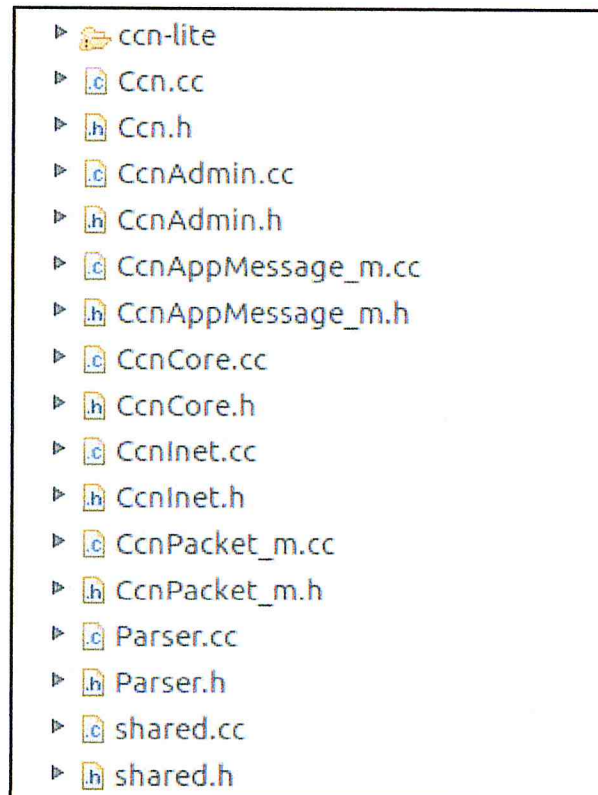 ccn-lite
.c Ccn.cc
.h Ccn.h
.c CcnAdmin.cc
.h CcnAdmin.h
.c CcnAppMessage_m.cc
.h CcnAppMessage_m.h
.c CcnCore.cc
.h CcnCore.h
.c CcnInet.cc
.h CcnInet.h
.c CcnPacket_m.cc
.h CcnPacket_m.h
.c Parser.cc
.h Parser.h
.c shared.cc
.h shared.h